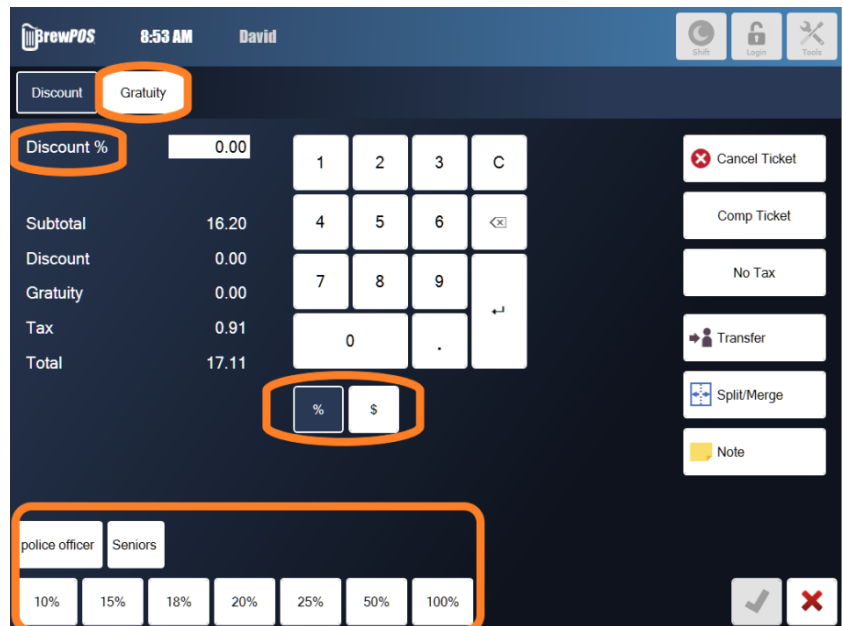 BrewPOS 8:53 AM David Shift Login Tools
Discount Gratuity
Discount % 0.00
Subtotal 16.20
Discount 0.00
Gratuity 0.00
Tax 0.91
Total 17.11
1 2 3 C
4 5 6
7 8 9
0 .
% $
Cancel Ticket
Comp Ticket
No Tax
Transfer
Split/Merge
Note
police officer Seniors
10% 15% 18% 20% 25% 50% 100%